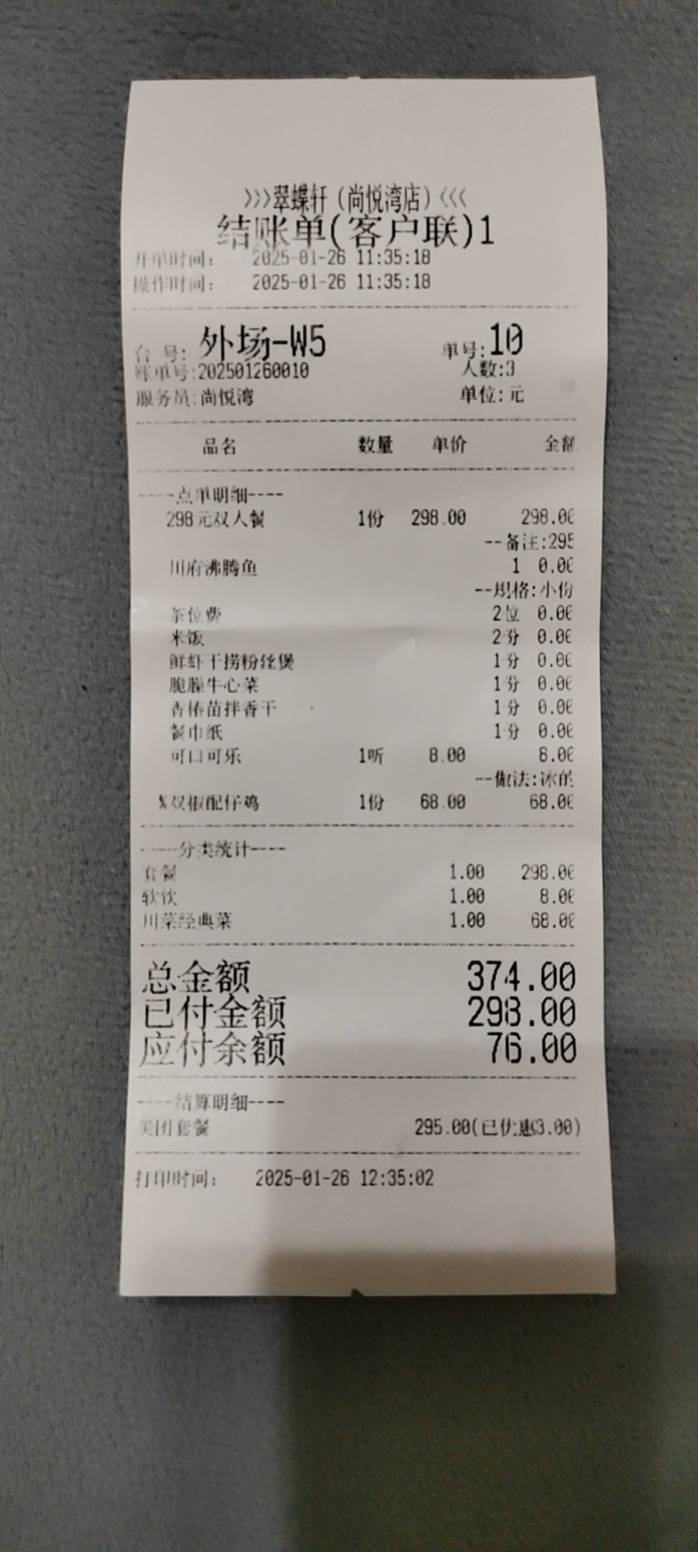 >>>翠蝶轩(尚悦湾店)<<<
结账单(客户联)1
开单时间: 2025-01-26 11:35:18
操作时间: 2025-01-26 11:35:18
台 号: 外场-W5 单号:10
账单号:202501260010 人数:3
服务员:尚悦湾 单位:元
品名 数量 单价 金额
----点单明细----
298元双人餐 1份 298.00 298.00
--备注:295
川府沸腾鱼 1 0.00
--规格:小份
茶位费 2位 0.00
米饭 2分 0.00
鲜虾干捞粉丝煲 1分 0.00
脆臊牛心菜 1分 0.00
香椿苗拌香干 1分 0.00
餐巾纸 1分 0.00
可口可乐 1听 8.00 8.00
--做法:冰的
%双椒配仔鸡 1份 68.00 68.00
----分类统计----
套餐 1.00 298.00
软饮 1.00 8.00
川菜经典菜 1.00 68.00
总金额 374.00
已付金额 298.00
应付余额 76.00
----结算明细----
美团套餐 295.00(已优惠3.00)
打印时间: 2025-01-26 12:35:02